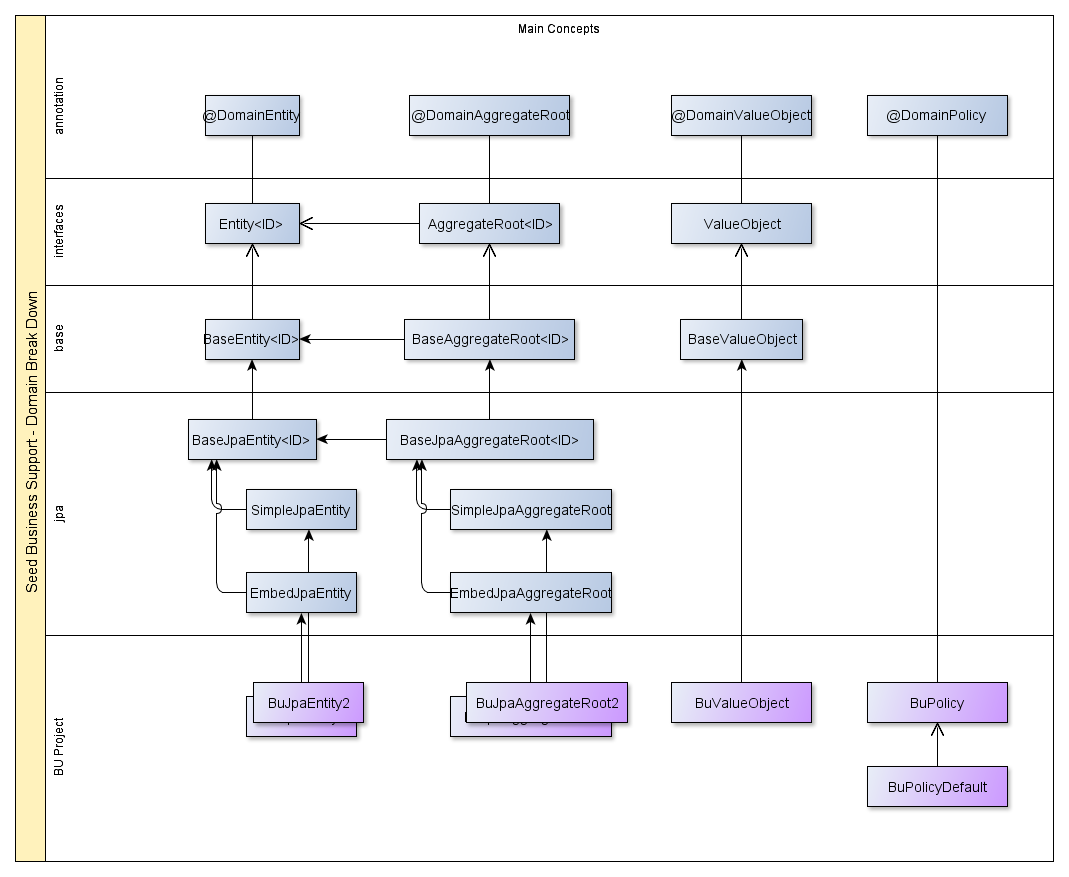 Main Concepts
Seed Business Support - Domain Break Down
annotation
@DomainEntity
@DomainAggregateRoot
@DomainValueObject
@DomainPolicy
interfaces
Entity<ID>
AggregateRoot<ID>
ValueObject
base
BaseEntity<ID>
BaseAggregateRoot<ID>
BaseValueObject
jpa
BaseJpaEntity<ID>
BaseJpaAggregateRoot<ID>
SimpleJpaEntity
SimpleJpaAggregateRoot
EmbedJpaEntity
EmbedJpaAggregateRoot
BU Project
BuJpaEntity2
BuJpaAggregateRoot2
BuValueObject
BuPolicy
BuPolicyDefault